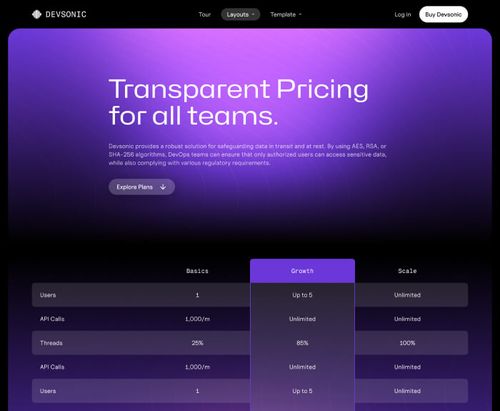 DEVSONIC Tour Layouts Template Log in Buy Devsonic
Transparent Pricing
for all teams.
Devsonic provides a robust solution for safeguarding data in transit and at rest. By using AES, RSA, or
SHA-256 algorithms, DevOps teams can ensure that only authorized users can access sensitive data,
while also complying with various regulatory requirements.
Explore Plans
Basics Growth Scale
Users 1 Up to 5 Unlimited
API Calls 1,000/m Unlimited Unlimited
Threads 25% 85% 100%
API Calls 1,000/m Unlimited Unlimited
Users 1 Up to 5 Unlimited